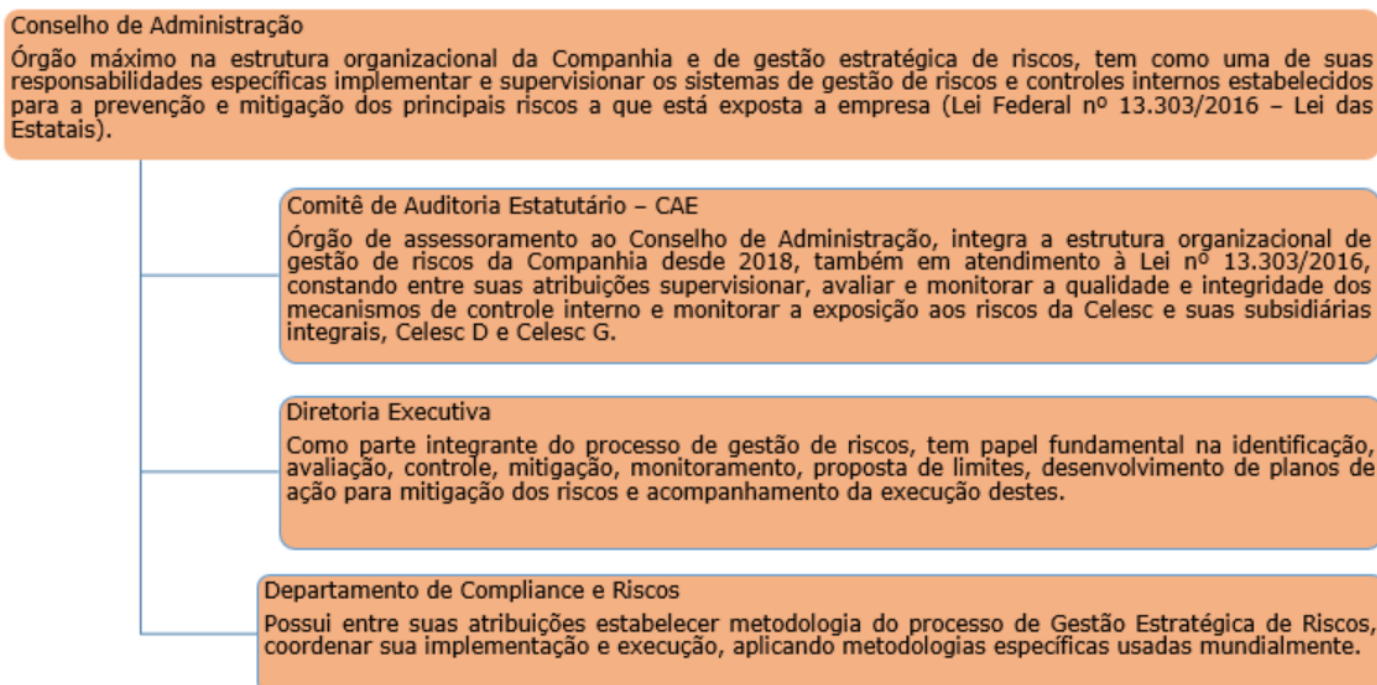 Conselho de Administração
Órgão máximo na estrutura organizacional da Companhia e de gestão estratégica de riscos, tem como uma de suas
responsabilidades específicas implementar e supervisionar os sistemas de gestão de riscos e controles internos estabelecidos
para a prevenção e mitigação dos principais riscos a que está exposta a empresa (Lei Federal nº 13.303/2016 – Lei das
Estatais).
Comitê de Auditoria Estatutário – CAE
Órgão de assessoramento ao Conselho de Administração, integra a estrutura organizacional de
gestão de riscos da Companhia desde 2018, também em atendimento à Lei nº 13.303/2016,
constando entre suas atribuições supervisionar, avaliar e monitorar a qualidade e integridade dos
mecanismos de controle interno e monitorar a exposição aos riscos da Celesc e suas subsidiárias
integrais, Celesc D e Celesc G.
Diretoria Executiva
Como parte integrante do processo de gestão de riscos, tem papel fundamental na identificação,
avaliação, controle, mitigação, monitoramento, proposta de limites, desenvolvimento de planos de
ação para mitigação dos riscos e acompanhamento da execução destes.
Departamento de Compliance e Riscos
Possui entre suas atribuições estabelecer metodologia do processo de Gestão Estratégica de Riscos,
coordenar sua implementação e execução, aplicando metodologias específicas usadas mundialmente.